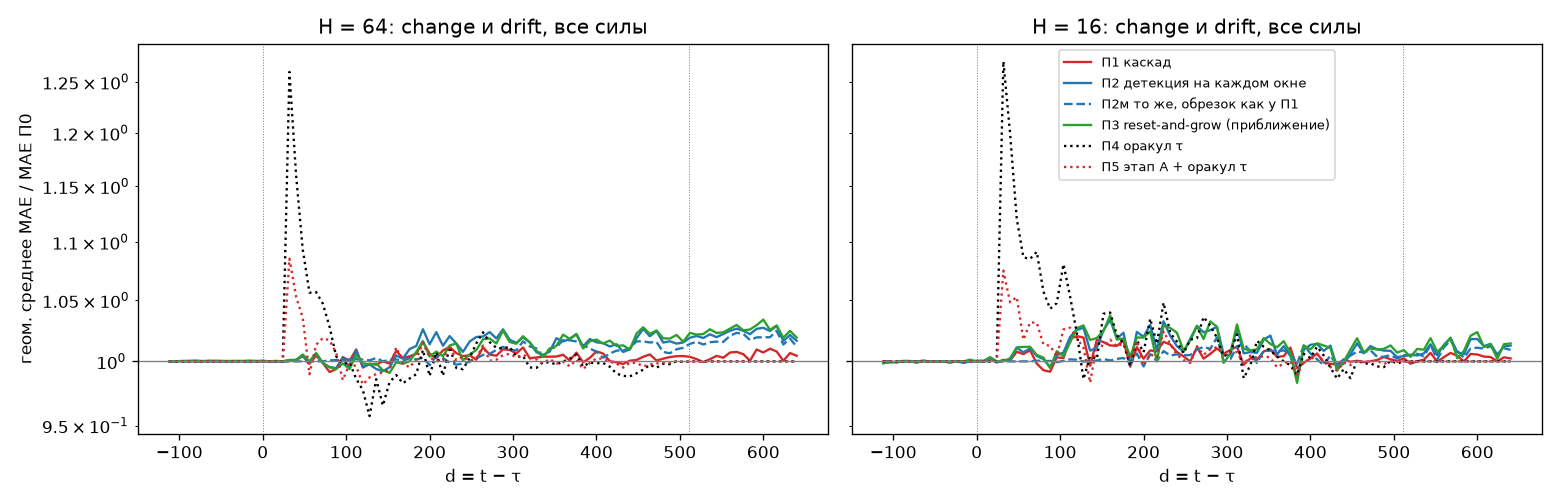 H = 64: change и drift, все силы
геом. среднее MAE / MAE П0
1.25 × 10⁰
1.2 × 10⁰
1.15 × 10⁰
1.1 × 10⁰
1.05 × 10⁰
10⁰
9.5 × 10⁻¹
−100 0 100 200 300 400 500 600
d = t − τ
H = 16: change и drift, все силы
П1 каскад
П2 детекция на каждом окне
П2м то же, обрезок как у П1
П3 reset-and-grow (приближение)
П4 оракул τ
П5 этап A + оракул τ
−100 0 100 200 300 400 500 600
d = t − τ